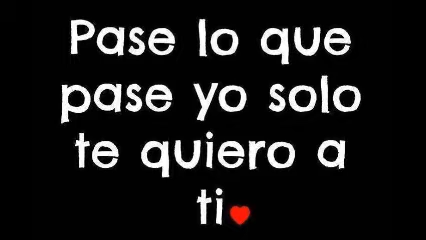 Pase lo que
pase yo solo
te quiero a
ti❤